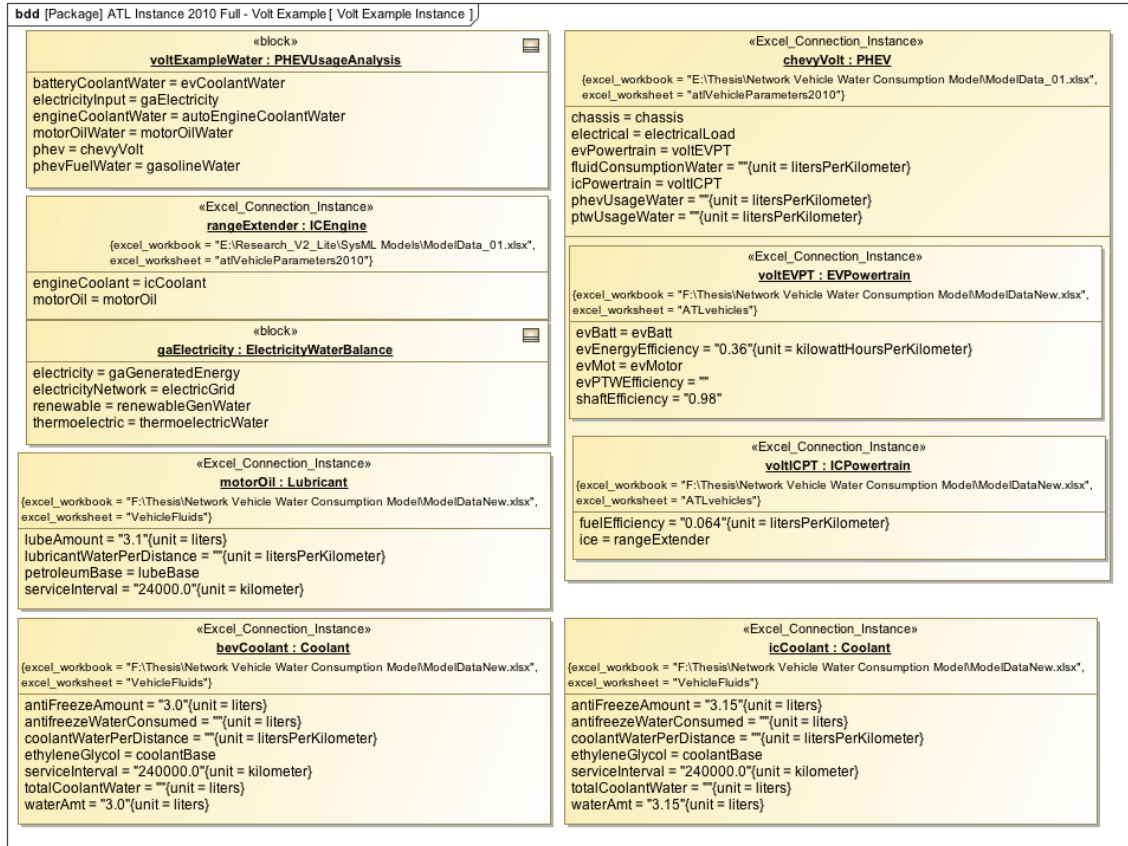 bdd [Package] ATL Instance 2010 Full - Volt Example [ Volt Example Instance ]
«block»
voltExampleWater : PHEVUsageAnalysis
batteryCoolantWater = evCoolantWater
electricityInput = gaElectricity
engineCoolantWater = autoEngineCoolantWater
motorOilWater = motorOilWater
phev = chevyVolt
phevFuelWater = gasolineWater
«Excel_Connection_Instance»
rangeExtender : ICEngine
{excel_workbook = "E:\Research_V2_Lite\SysML Models\ModelData_01.xlsx",
excel_worksheet = "atlVehicleParameters2010"}
engineCoolant = icCoolant
motorOil = motorOil
«block»
gaElectricity : ElectricityWaterBalance
electricity = gaGeneratedEnergy
electricityNetwork = electricGrid
renewable = renewableGenWater
thermoelectric = thermoelectricWater
«Excel_Connection_Instance»
motorOil : Lubricant
{excel_workbook = "F:\Thesis\Network Vehicle Water Consumption Model\ModelDataNew.xlsx",
excel_worksheet = "VehicleFluids"}
lubeAmount = "3.1"{unit = liters}
lubricantWaterPerDistance = ""{unit = litersPerKilometer}
petroleumBase = lubeBase
serviceInterval = "24000.0"{unit = kilometer}
«Excel_Connection_Instance»
bevCoolant : Coolant
{excel_workbook = "F:\Thesis\Network Vehicle Water Consumption Model\ModelDataNew.xlsx",
excel_worksheet = "VehicleFluids"}
antiFreezeAmount = "3.0"{unit = liters}
antifreezeWaterConsumed = ""{unit = liters}
coolantWaterPerDistance = ""{unit = litersPerKilometer}
ethyleneGlycol = coolantBase
serviceInterval = "240000.0"{unit = kilometer}
totalCoolantWater = ""{unit = liters}
waterAmt = "3.0"{unit = liters}
«Excel_Connection_Instance»
chevyVolt : PHEV
{excel_workbook = "E:\Thesis\Network Vehicle Water Consumption Model\ModelData_01.xlsx",
excel_worksheet = "atlVehicleParameters2010"}
chassis = chassis
electrical = electricalLoad
evPowertrain = voltEVPT
fluidConsumptionWater = ""{unit = litersPerKilometer}
icPowertrain = voltICPT
phevUsageWater = ""{unit = litersPerKilometer}
ptwUsageWater = ""{unit = litersPerKilometer}
«Excel_Connection_Instance»
voltEVPT : EVPowertrain
{excel_workbook = "F:\Thesis\Network Vehicle Water Consumption Model\ModelDataNew.xlsx",
excel_worksheet = "ATLvehicles"}
evBatt = evBatt
evEnergyEfficiency = "0.36"{unit = kilowattHoursPerKilometer}
evMot = evMotor
evPTWEfficiency = ""
shaftEfficiency = "0.98"
«Excel_Connection_Instance»
voltICPT : ICPowertrain
{excel_workbook = "F:\Thesis\Network Vehicle Water Consumption Model\ModelDataNew.xlsx",
excel_worksheet = "ATLvehicles"}
fuelEfficiency = "0.064"{unit = litersPerKilometer}
ice = rangeExtender
«Excel_Connection_Instance»
icCoolant : Coolant
{excel_workbook = "F:\Thesis\Network Vehicle Water Consumption Model\ModelDataNew.xlsx",
excel_worksheet = "VehicleFluids"}
antiFreezeAmount = "3.15"{unit = liters}
antifreezeWaterConsumed = ""{unit = liters}
coolantWaterPerDistance = ""{unit = litersPerKilometer}
ethyleneGlycol = coolantBase
serviceInterval = "240000.0"{unit = kilometer}
totalCoolantWater = ""{unit = liters}
waterAmt = "3.15"{unit = liters}